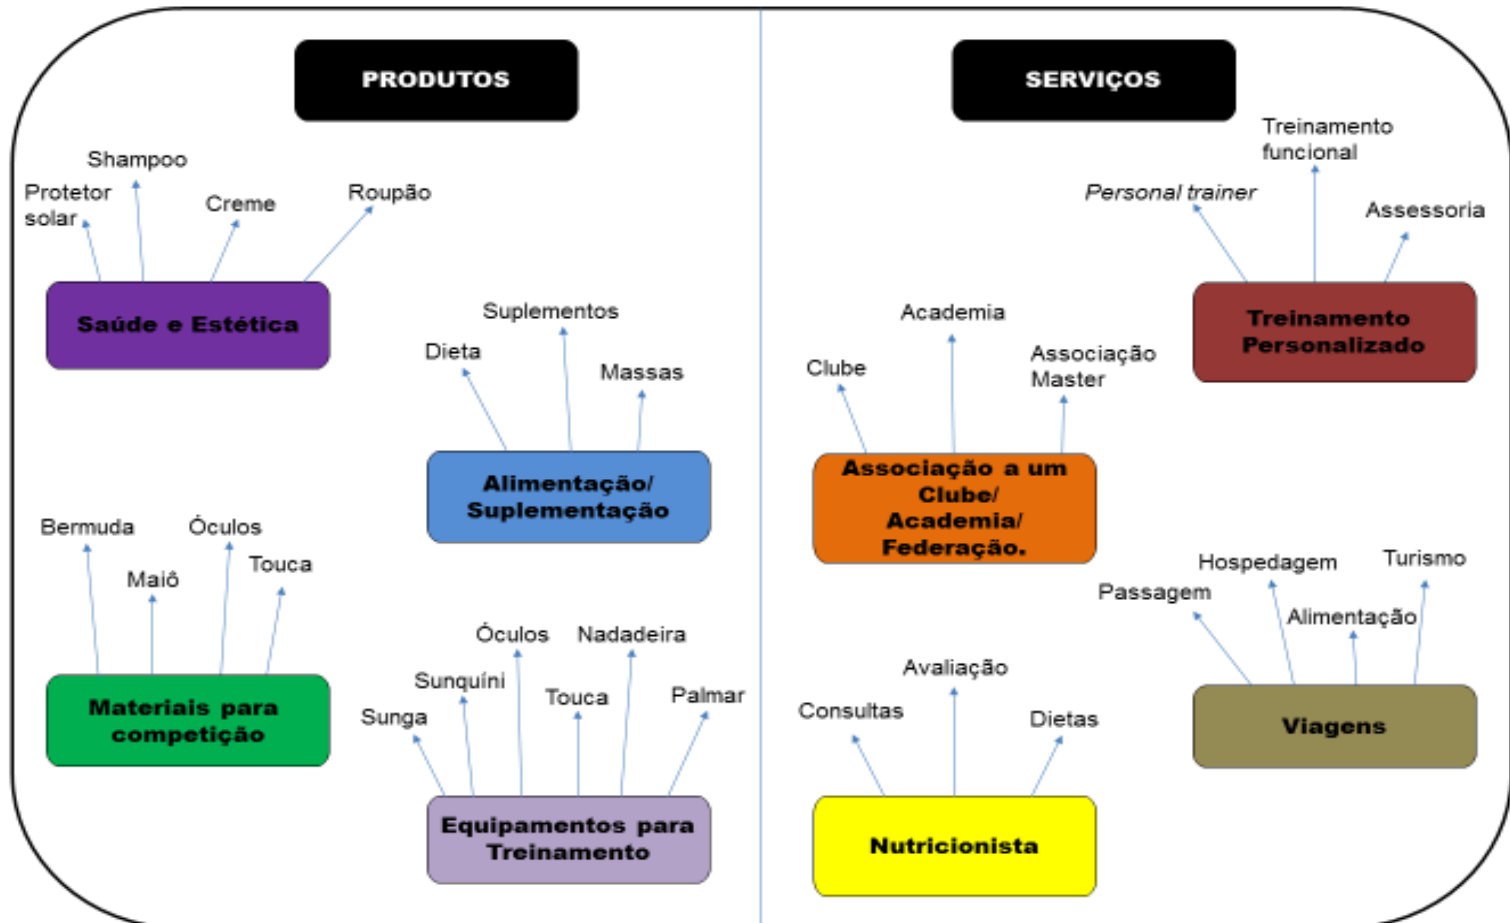 PRODUTOS
Shampoo
Protetor
solar
Creme
Roupão
Saúde e Estética
Suplementos
Dieta
Massas
Alimentação/
Suplementação
Bermuda
Maiô
Óculos
Touca
Materiais para
competição
Óculos
Nadadeira
Sunquíni
Touca
Palmar
Sunga
Equipamentos para
Treinamento
SERVIÇOS
Treinamento
funcional
Personal trainer
Assessoria
Treinamento
Personalizado
Academia
Clube
Associação
Master
Associação a um
Clube/
Academia/
Federação.
Hospedagem
Turismo
Passagem
Alimentação
Viagens
Avaliação
Consultas
Dietas
Nutricionista